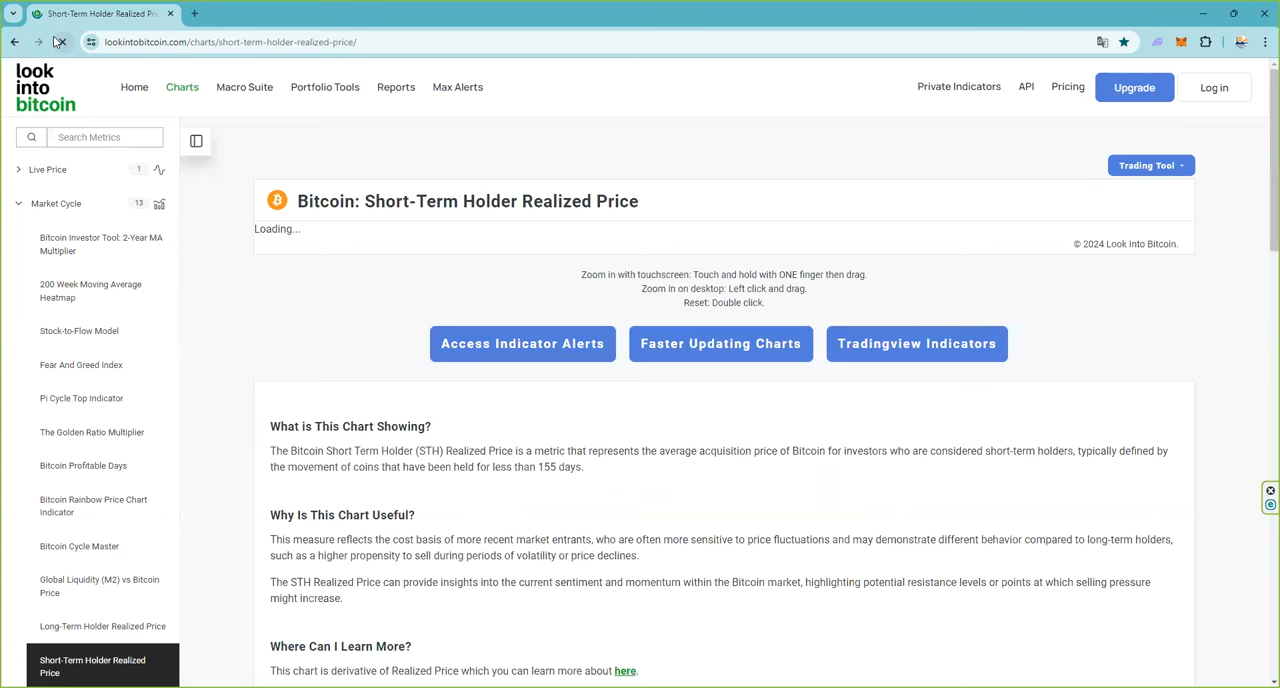 Short-Term Holder Realized Pri
lookintobitcoin.com/charts/short-term-holder-realized-price/
look
into
bitcoin
Home
Charts
Macro Suite
Portfolio Tools
Reports
Max Alerts
Private Indicators
API
Pricing
Upgrade
Log in
Search Metrics
Live Price
1
Market Cycle
13
Bitcoin Investor Tool: 2-Year MA
Multiplier
200 Week Moving Average
Heatmap
Stock-to-Flow Model
Fear And Greed Index
Pi Cycle Top Indicator
The Golden Ratio Multiplier
Bitcoin Profitable Days
Bitcoin Rainbow Price Chart
Indicator
Bitcoin Cycle Master
Global Liquidity (M2) vs Bitcoin
Price
Long-Term Holder Realized Price
Short-Term Holder Realized
Price
Trading Tool
Bitcoin: Short-Term Holder Realized Price
Loading...
© 2024 Look Into Bitcoin.
Zoom in with touchscreen: Touch and hold with ONE finger then drag.
Zoom in on desktop: Left click and drag.
Reset: Double click.
Access Indicator Alerts
Faster Updating Charts
Tradingview Indicators
What is This Chart Showing?
The Bitcoin Short Term Holder (STH) Realized Price is a metric that represents the average acquisition price of Bitcoin for investors who are considered short-term holders, typically defined by
the movement of coins that have been held for less than 155 days.
Why Is This Chart Useful?
This measure reflects the cost basis of more recent market entrants, who are often more sensitive to price fluctuations and may demonstrate different behavior compared to long-term holders,
such as a higher propensity to sell during periods of volatility or price declines.
The STH Realized Price can provide insights into the current sentiment and momentum within the Bitcoin market, highlighting potential resistance levels or points at which selling pressure
might increase.
Where Can I Learn More?
This chart is derivative of Realized Price which you can learn more about here.